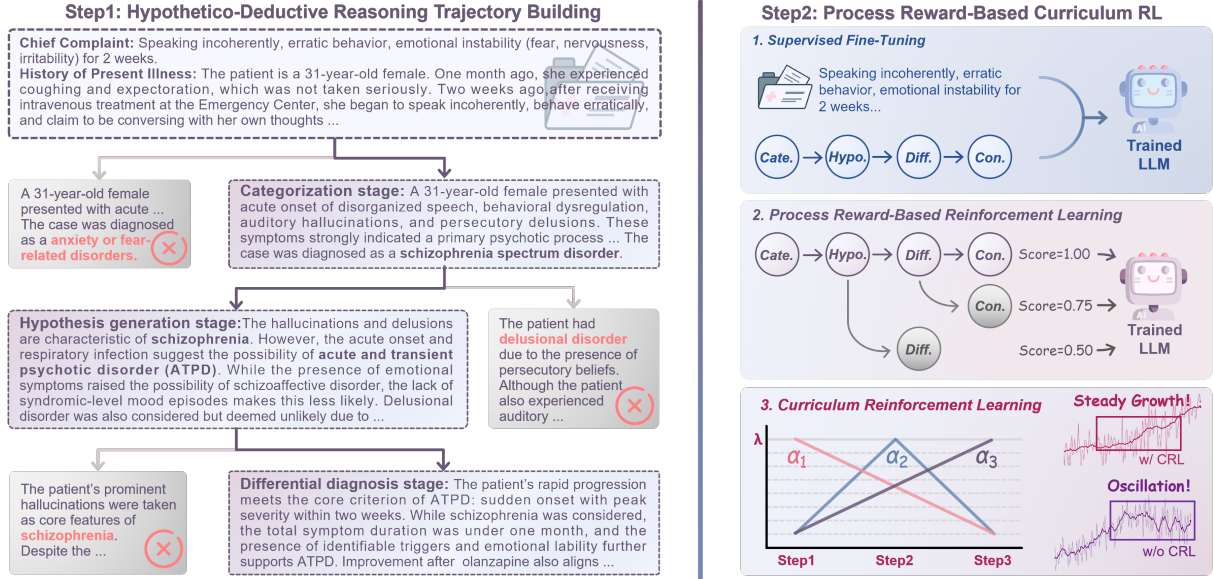 Step1: Hypothetico-Deductive Reasoning Trajectory Building
Chief Complaint: Speaking incoherently, erratic behavior, emotional instability (fear, nervousness,
irritability) for 2 weeks.
History of Present Illness: The patient is a 31-year-old female. One month ago, she experienced
coughing and expectoration, which was not taken seriously. Two weeks ago,after receiving
intravenous treatment at the Emergency Center, she began to speak incoherently, behave erratically,
and claim to be conversing with her own thoughts ...
A 31-year-old female
presented with acute ...
The case was diagnosed
as a anxiety or fear-
related disorders.
Categorization stage: A 31-year-old female presented with
acute onset of disorganized speech, behavioral dysregulation,
auditory hallucinations, and persecutory delusions. These
symptoms strongly indicated a primary psychotic process ... The
case was diagnosed as a schizophrenia spectrum disorder.
Hypothesis generation stage:The hallucinations and delusions
are characteristic of schizophrenia. However, the acute onset and
respiratory infection suggest the possibility of acute and transient
psychotic disorder (ATPD). While the presence of emotional
symptoms raised the possibility of schizoaffective disorder, the lack of
syndromic-level mood episodes makes this less likely. Delusional
disorder was also considered but deemed unlikely due to ...
The patient had
delusional disorder
due to the presence of
persecutory beliefs.
Although the patient
also experienced
auditory ...
The patient's prominent
hallucinations were taken
as core features of
schizophrenia.
Despite the ...
Differential diagnosis stage: The patient's rapid progression
meets the core criterion of ATPD: sudden onset with peak
severity within two weeks. While schizophrenia was considered,
the total symptom duration was under one month, and the
presence of identifiable triggers and emotional lability further
supports ATPD. Improvement after olanzapine also aligns ...
Step2: Process Reward-Based Curriculum RL
1. Supervised Fine-Tuning
Speaking incoherently, erratic
behavior, emotional instability for
2 weeks...
Cate. Hypo. Diff. Con.
AI
Trained
LLM
2. Process Reward-Based Reinforcement Learning
Cate. Hypo. Diff. Con. Score=1.00
Con. Score=0.75
Diff. Score=0.50
AI
Trained
LLM
3. Curriculum Reinforcement Learning
λ
α1 α2 α3
Step1 Step2 Step3
Steady Growth!
w/ CRL
Oscillation!
w/o CRL